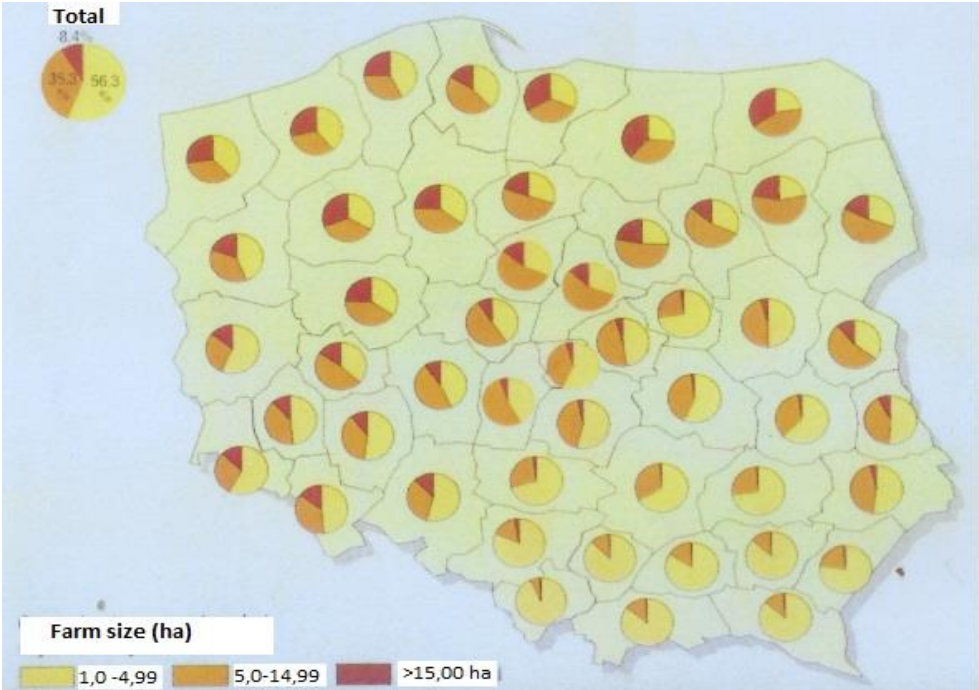 Total
8.4%
35.3
%
56.3
%
Farm size (ha)
1,0 -4,99
5,0-14,99
>15,00 ha